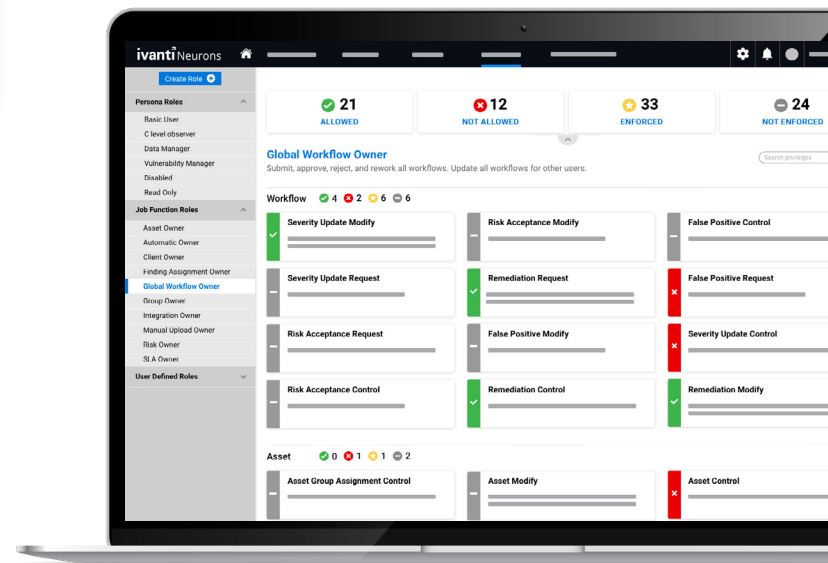 ivanti Neurons
Create Role
Persona Roles
Basic User
C level observer
Data Manager
Vulnerability Manager
Disabled
Read Only
Job Function Roles
Asset Owner
Automatic Owner
Client Owner
Finding Assignment Owner
Global Workflow Owner
Group Owner
Integration Owner
Manual Upload Owner
Risk Owner
SLA Owner
User Defined Roles
21
ALLOWED
12
NOT ALLOWED
33
ENFORCED
24
NOT ENFORCED
Global Workflow Owner
Submit, approve, reject, and rework all workflows. Update all workflows for other users.
Search privileges
Workflow 4 2 6 6
Severity Update Modify
Risk Acceptance Modify
False Positive Control
Severity Update Request
Remediation Request
False Positive Request
Risk Acceptance Request
False Positive Modify
Severity Update Control
Risk Acceptance Control
Remediation Control
Remediation Modify
Asset 0 1 1 2
Asset Group Assignment Control
Asset Modify
Asset Control